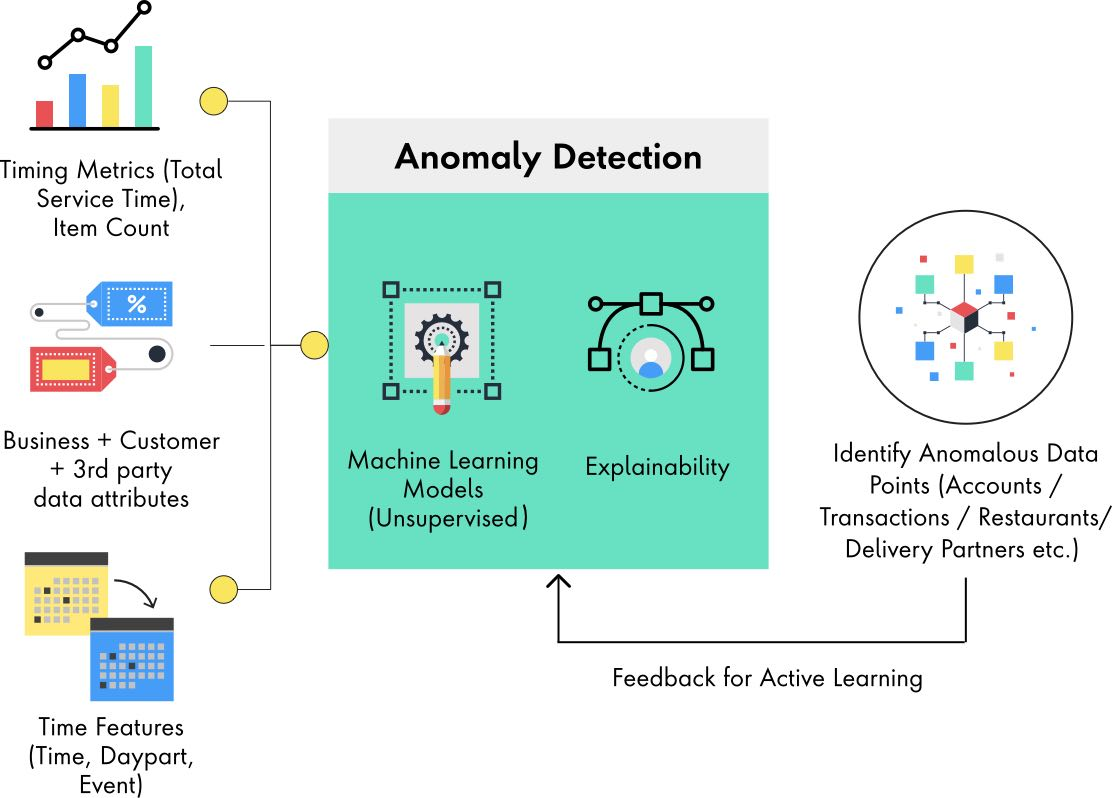 Timing Metrics (Total
Service Time),
Item Count
%
Business + Customer
+ 3rd party
data attributes
Time Features
(Time, Daypart,
Event)
Anomaly Detection
Machine Learning
Models
(Unsupervised)
Explainability
Identify Anomalous Data
Points (Accounts /
Transactions / Restaurants/
Delivery Partners etc.)
Feedback for Active Learning